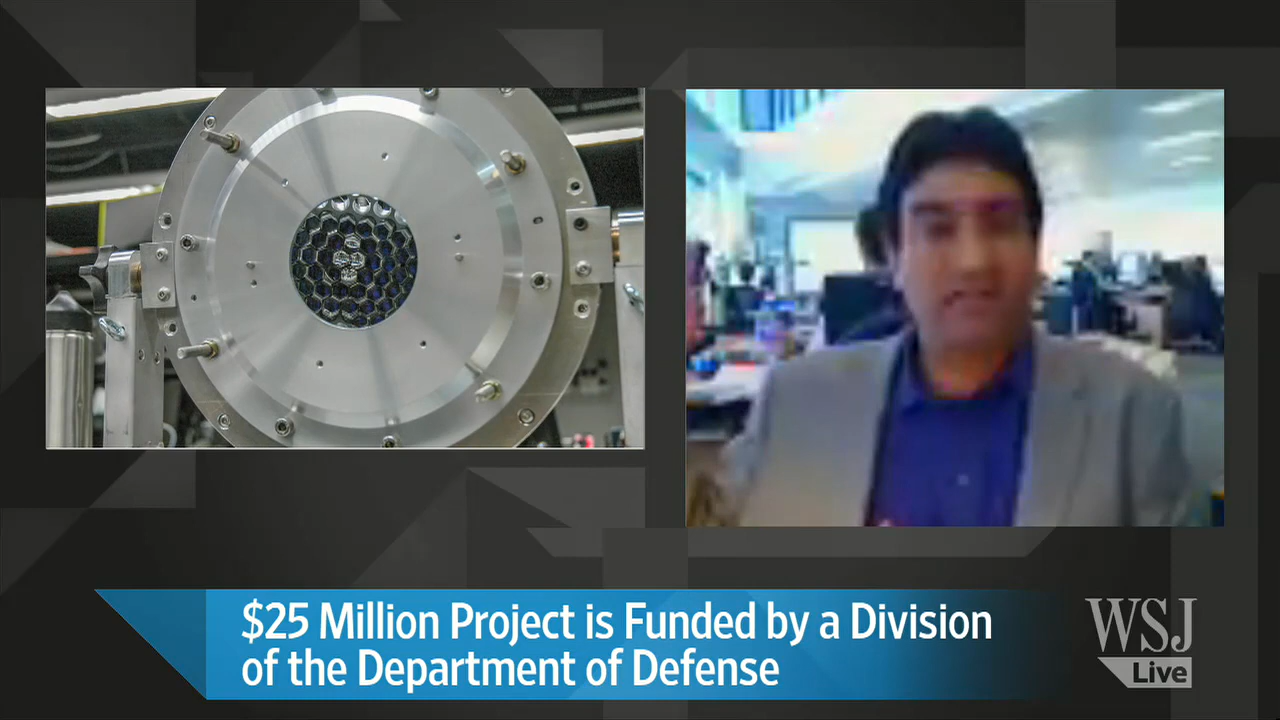 $25 Million Project is Funded by a Division
of the Department of Defense
WSJ
Live